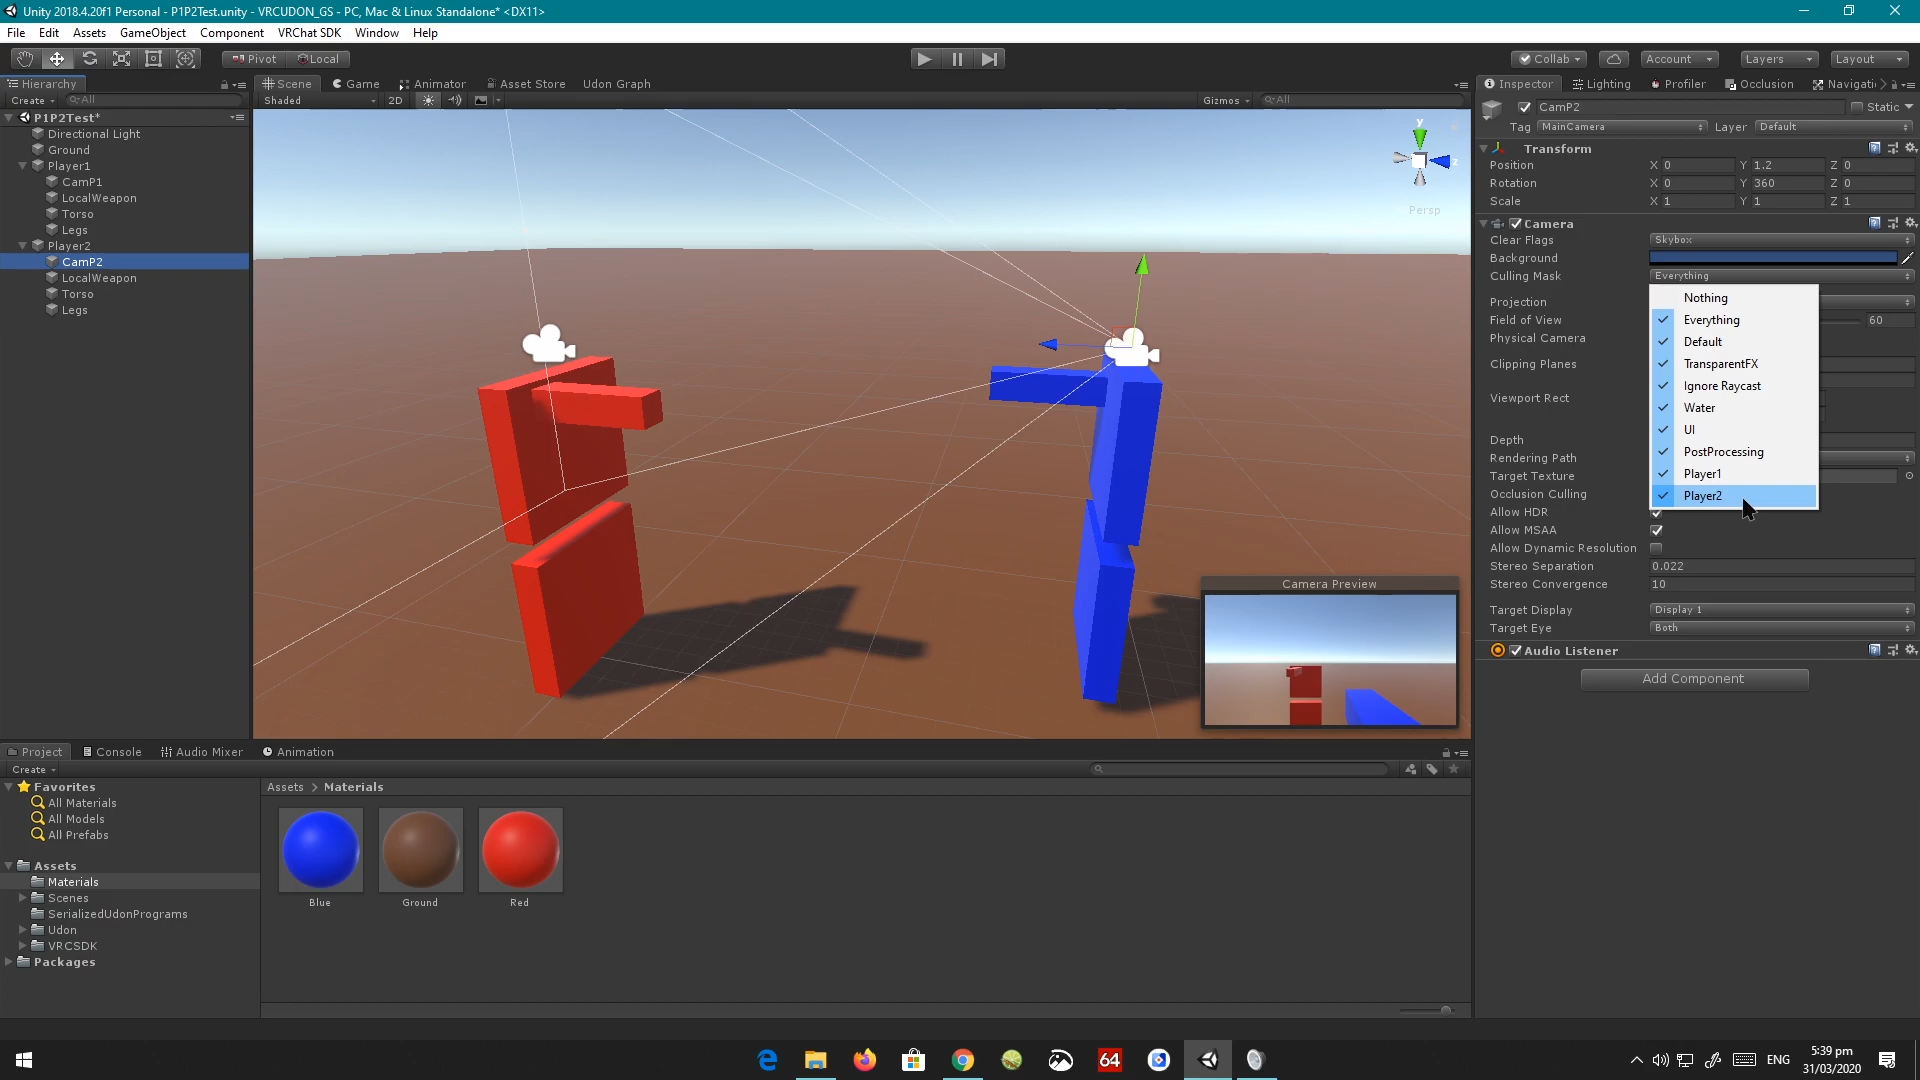 Unity 2018.4.20f1 Personal - P1P2Test.unity - VRCUDON_GS - PC, Mac & Linux Standalone* <DX11>
File Edit Assets GameObject Component VRChat SDK Window Help
Pivot Local Collab Account Layers Layout
Hierarchy Scene Game Animator Asset Store Udon Graph Inspector Lighting Profiler Occlusion Navigati
Create All Shaded 2D Gizmos All
CamP2 Static
Tag MainCamera Layer Default
P1P2Test*
Directional Light
Ground
Player1
CamP1
LocalWeapon
Torso
Legs
Player2
CamP2
LocalWeapon
Torso
Legs
y
z
Persp
Camera Preview
Transform
Position X 0 Y 1.2 Z 0
Rotation X 0 Y 360 Z 0
Scale X 1 Y 1 Z 1
Camera
Clear Flags Skybox
Background
Culling Mask Everything
Nothing
Everything
Default
TransparentFX
Ignore Raycast
Water
UI
PostProcessing
Player1
Player2
Projection
Field of View 60
Physical Camera
Clipping Planes
Viewport Rect
Depth
Rendering Path
Target Texture
Occlusion Culling
Allow HDR
Allow MSAA
Allow Dynamic Resolution
Stereo Separation 0.022
Stereo Convergence 10
Target Display Display 1
Target Eye Both
Audio Listener
Add Component
Project Console Audio Mixer Animation
Create
Favorites
All Materials
All Models
All Prefabs
Assets
Materials
Scenes
SerializedUdonPrograms
Udon
VRCSDK
Packages
Assets > Materials
Blue Ground Red
64
ENG
5:39 pm
31/03/2020